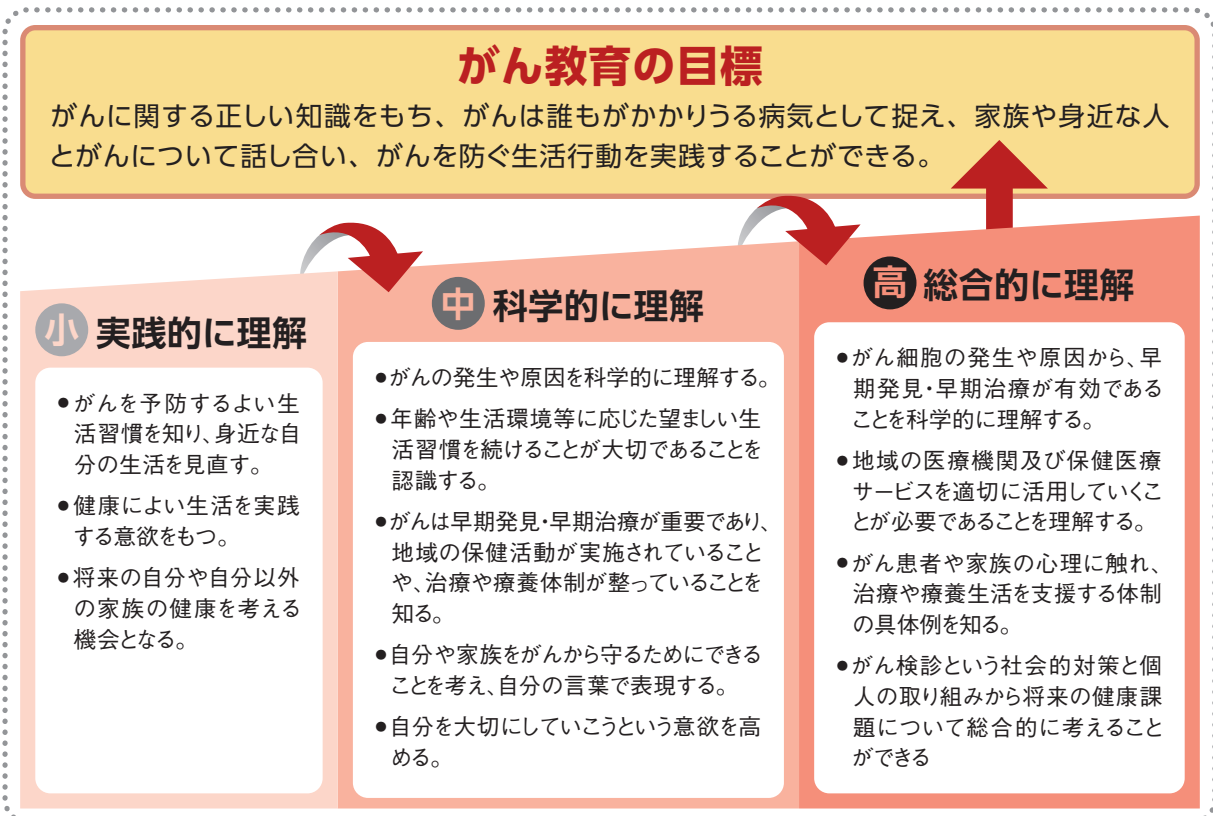 がん教育の目標
がんに関する正しい知識をもち、がんは誰もがかかりうる病気として捉え、家族や身近な人
とがんについて話し合い、がんを防ぐ生活行動を実践することができる。
小 実践的に理解
●がんを予防するよい生
活習慣を知り、身近な自
分の生活を見直す。
●健康によい生活を実践
する意欲をもつ。
●将来の自分や自分以外
の家族の健康を考える
機会となる。
中 科学的に理解
●がんの発生や原因を科学的に理解する。
●年齢や生活環境等に応じた望ましい生
活習慣を続けることが大切であることを
認識する。
●がんは早期発見・早期治療が重要であり、
地域の保健活動が実施されていること
や、治療や療養体制が整っていることを
知る。
●自分や家族をがんから守るためにできる
ことを考え、自分の言葉で表現する。
●自分を大切にしていこうという意欲を高
める。
高 総合的に理解
●がん細胞の発生や原因から、早
期発見・早期治療が有効である
ことを科学的に理解する。
●地域の医療機関及び保健医療
サービスを適切に活用していくこ
とが必要であることを理解する。
●がん患者や家族の心理に触れ、
治療や療養生活を支援する体制
の具体例を知る。
●がん検診という社会的対策と個
人の取り組みから将来の健康課
題について総合的に考えること
ができる